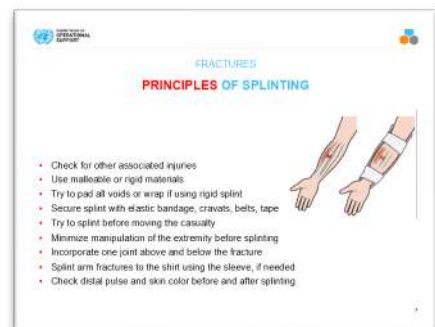 OPERATIONAL
SUPPORT
FRACTURES
PRINCIPLES OF SPLINTING
• Check for other associated injuries
• Use malleable or rigid materials
• Try to pad all voids or wrap if using rigid splint
• Secure splint with elastic bandage, cravats, belts, tape
• Try to splint before moving the casualty
• Minimize manipulation of the extremity before splinting
• Incorporate one joint above and below the fracture
• Splint arm fractures to the shirt using the sleeve, if needed
• Check distal pulse and skin color before and after splinting